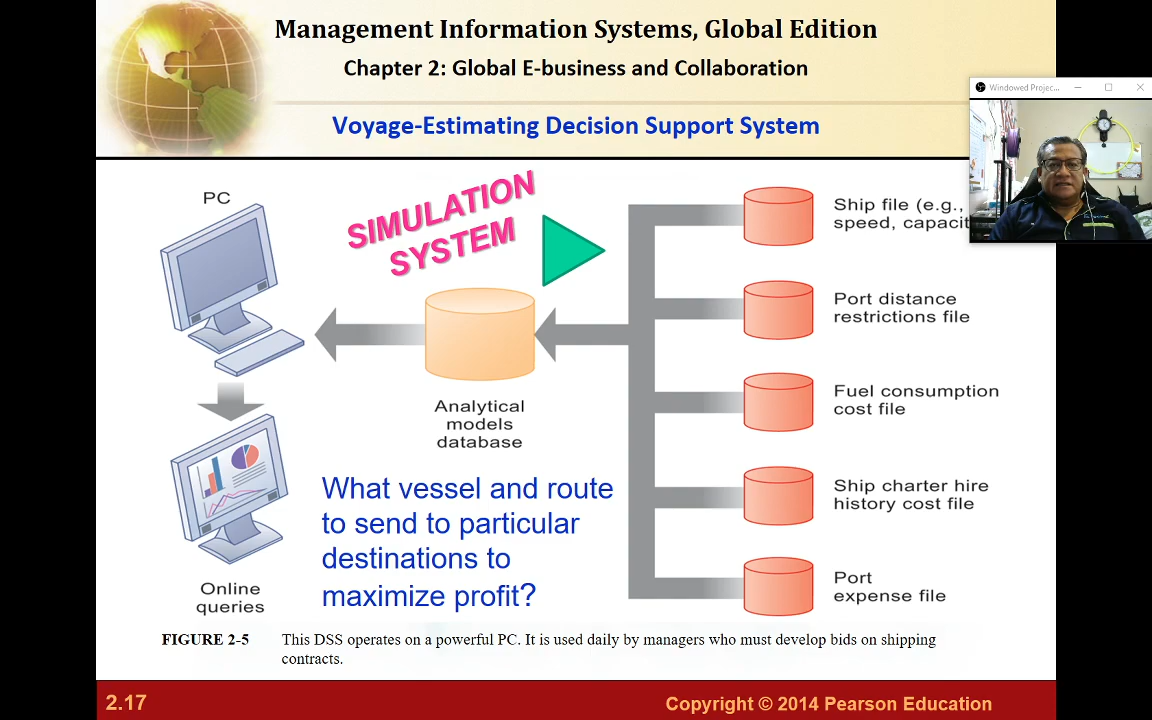 Management Information Systems, Global Edition
Chapter 2: Global E-business and Collaboration
Voyage-Estimating Decision Support System
Windowed Projec...
PC
SIMULATION
SYSTEM
Ship file (e.g.,
speed, capacit
Port distance
restrictions file
Fuel consumption
cost file
Analytical
models
database
Ship charter hire
history cost file
What vessel and route
to send to particular
destinations to
maximize profit?
Port
expense file
Online
queries
FIGURE 2-5 This DSS operates on a powerful PC. It is used daily by managers who must develop bids on shipping
contracts.
2.17
Copyright © 2014 Pearson Education